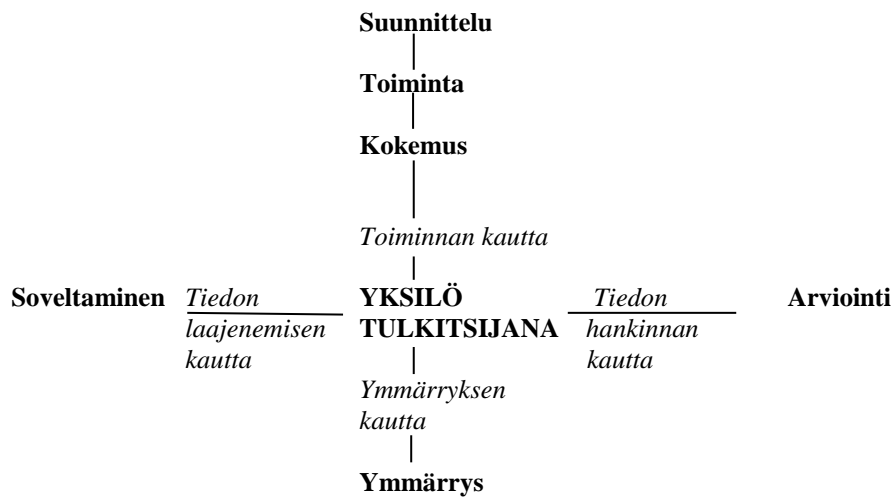 Suunnittelu
Toiminta
Kokemus
Toiminnan kautta
Soveltaminen Tiedon YKSILÖ Tiedon Arviointi
laajenemisen TULKITSIJANA hankinnan
kautta kautta
Ymmärryksen
kautta
Ymmärrys